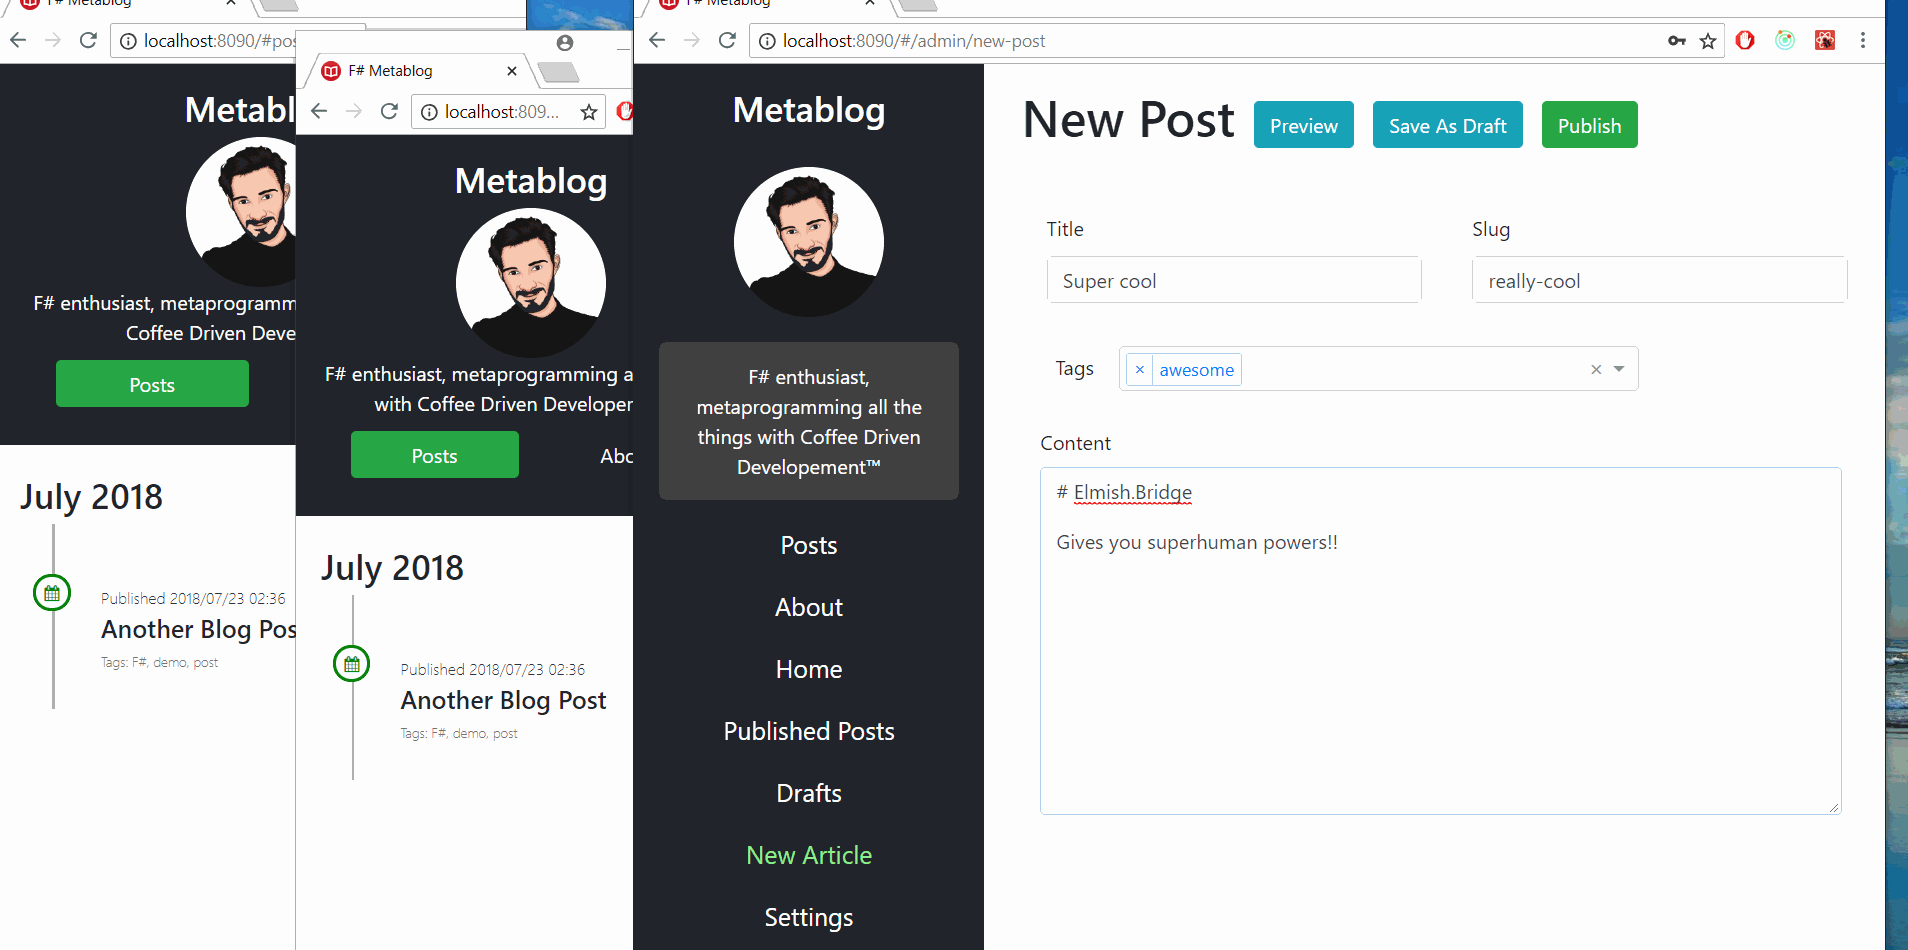 F# Metablog
localhost:8090/#pos
Metabl
F# enthusiast, metaprogramm
Coffee Driven Deve
Posts
July 2018
Published 2018/07/23 02:36
Another Blog Pos
Tags: F#, demo, post
F# Metablog
localhost:809...
Metablog
F# enthusiast, metaprogramming a
with Coffee Driven Developer
Posts
Abo
July 2018
Published 2018/07/23 02:36
Another Blog Post
Tags: F#, demo, post
F# Metablog
localhost:8090/#/admin/new-post
Metablog
F# enthusiast,
metaprogramming all the
things with Coffee Driven
Developement™
Posts
About
Home
Published Posts
Drafts
New Article
Settings
New Post
Preview
Save As Draft
Publish
Title
Slug
Super cool
really-cool
Tags
× awesome
Content
# Elmish.Bridge
Gives you superhuman powers!!